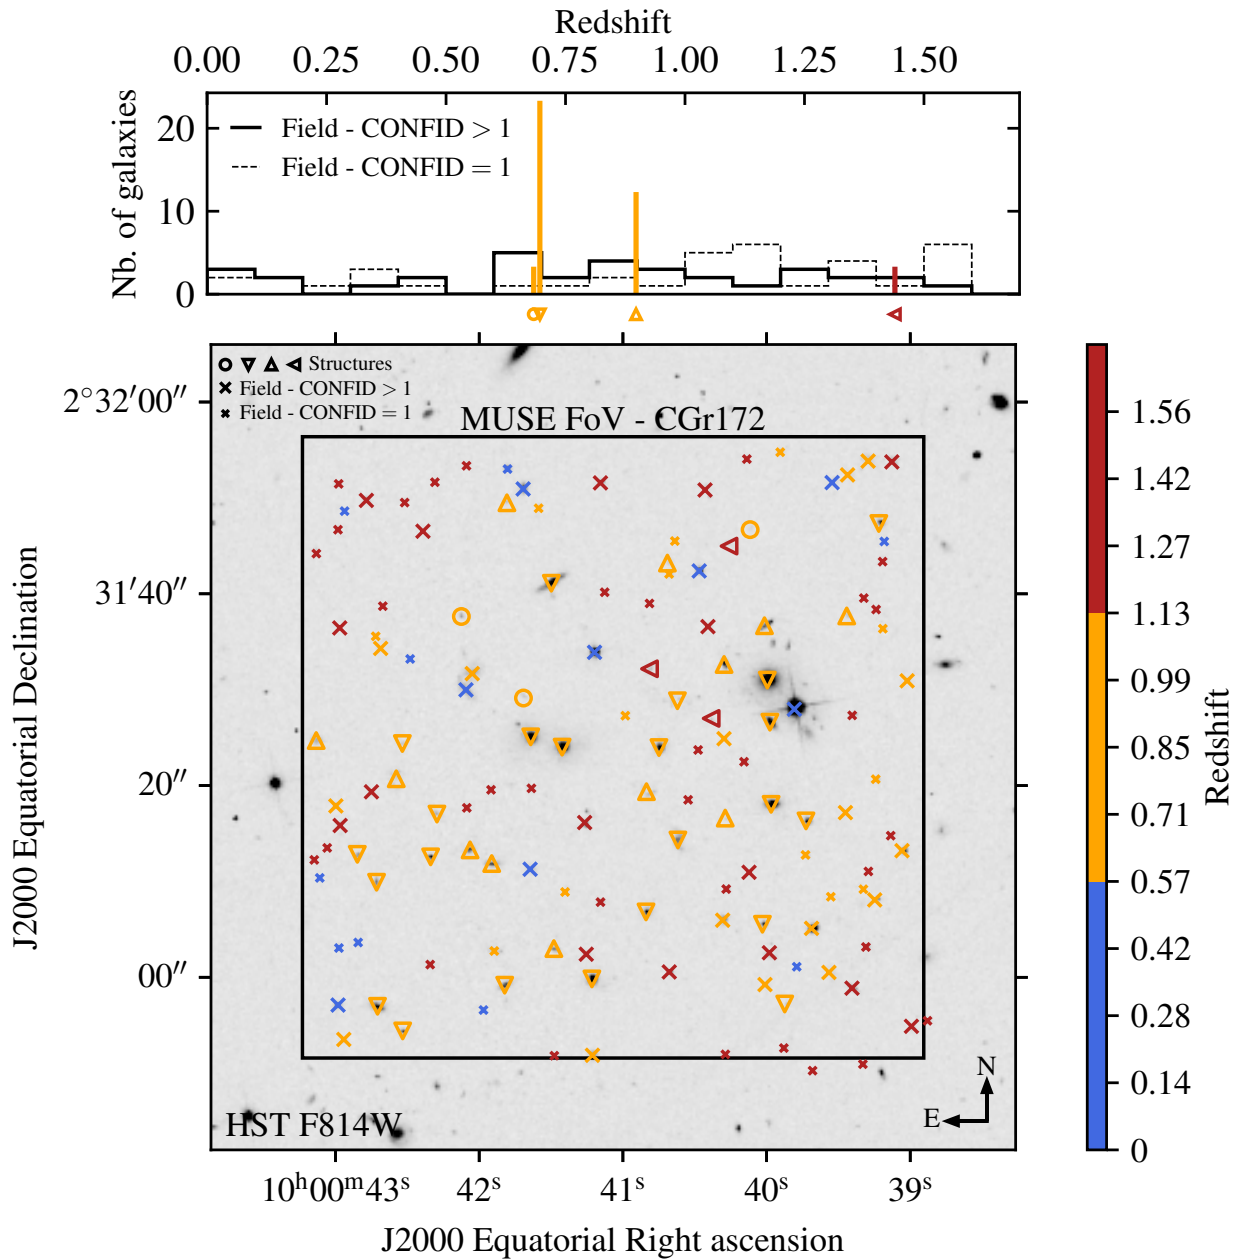 Redshift
0.00 0.25 0.50 0.75 1.00 1.25 1.50
Nb. of galaxies
20
10
0
Field - CONFID > 1
Field - CONFID = 1
Structures
Field - CONFID > 1
Field - CONFID = 1
MUSE FoV - CGr172
2°32′00″
31′40″
20″
00″
J2000 Equatorial Declination
HST F814W
N
E
10ʰ00ᵐ43ˢ 42ˢ 41ˢ 40ˢ 39ˢ
J2000 Equatorial Right ascension
1.56
1.42
1.27
1.13
0.99
0.85
0.71
0.57
0.42
0.28
0.14
0
Redshift